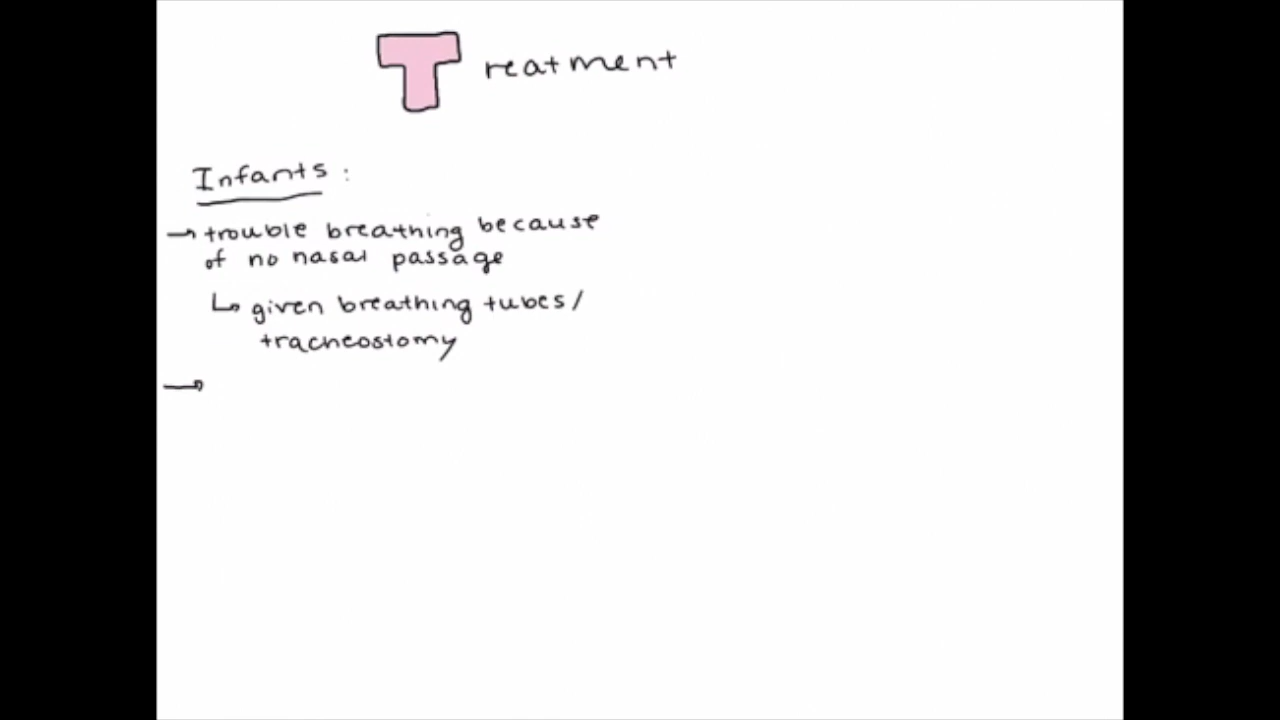 Treatment
Infants :
→ trouble breathing because
of no nasal passage
↳ given breathing tubes/
tracheostomy
→